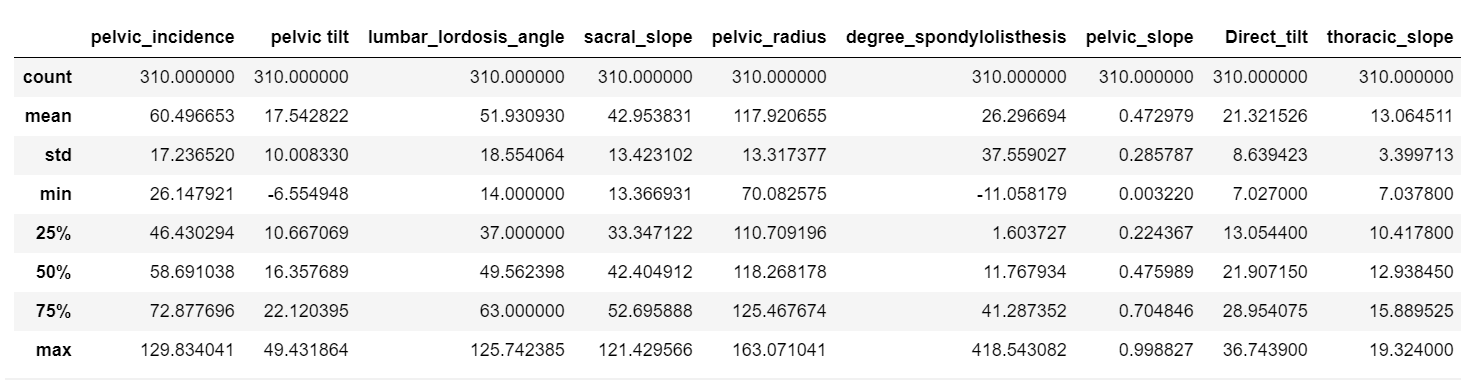 pelvic_incidence pelvic tilt lumbar_lordosis_angle sacral_slope pelvic_radius degree_spondylolisthesis pelvic_slope Direct_tilt thoracic_slope
count 310.000000 310.000000 310.000000 310.000000 310.000000 310.000000 310.000000 310.000000 310.000000
mean 60.496653 17.542822 51.930930 42.953831 117.920655 26.296694 0.472979 21.321526 13.064511
std 17.236520 10.008330 18.554064 13.423102 13.317377 37.559027 0.285787 8.639423 3.399713
min 26.147921 -6.554948 14.000000 13.366931 70.082575 -11.058179 0.003220 7.027000 7.037800
25% 46.430294 10.667069 37.000000 33.347122 110.709196 1.603727 0.224367 13.054400 10.417800
50% 58.691038 16.357689 49.562398 42.404912 118.268178 11.767934 0.475989 21.907150 12.938450
75% 72.877696 22.120395 63.000000 52.695888 125.467674 41.287352 0.704846 28.954075 15.889525
max 129.834041 49.431864 125.742385 121.429566 163.071041 418.543082 0.998827 36.743900 19.324000